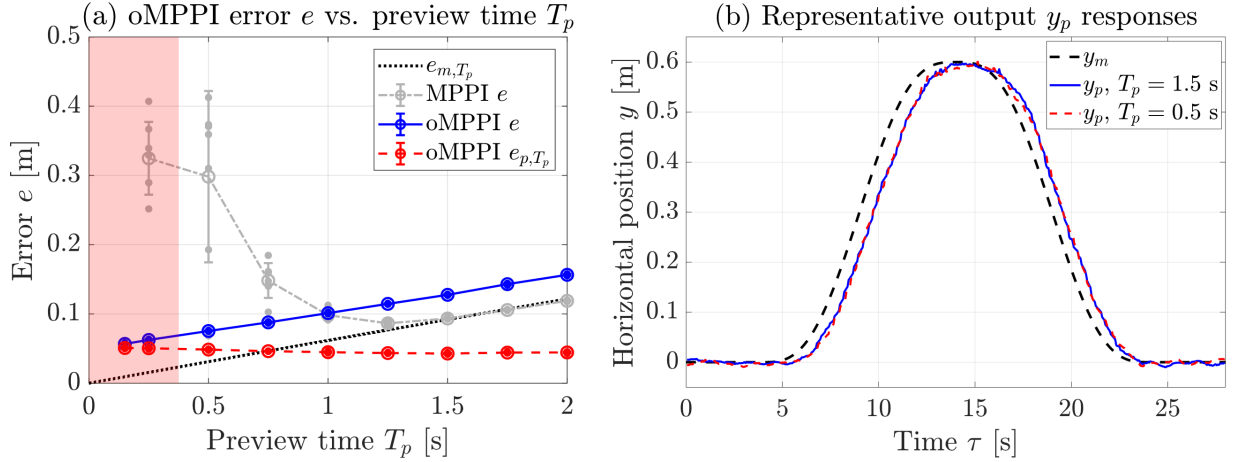 (a) oMPPI error e vs. preview time T_p
0.5
0.4
0.3
0.2
0.1
0
0
0.5
1
1.5
2
Error e [m]
Preview time T_p [s]
e_{m,T_p}
MPPI e
oMPPI e
oMPPI e_{p,T_p}
(b) Representative output y_p responses
0.6
0.5
0.4
0.3
0.2
0.1
0
0
5
10
15
20
25
Horizontal position y [m]
Time τ [s]
y_m
y_p, T_p = 1.5 s
y_p, T_p = 0.5 s